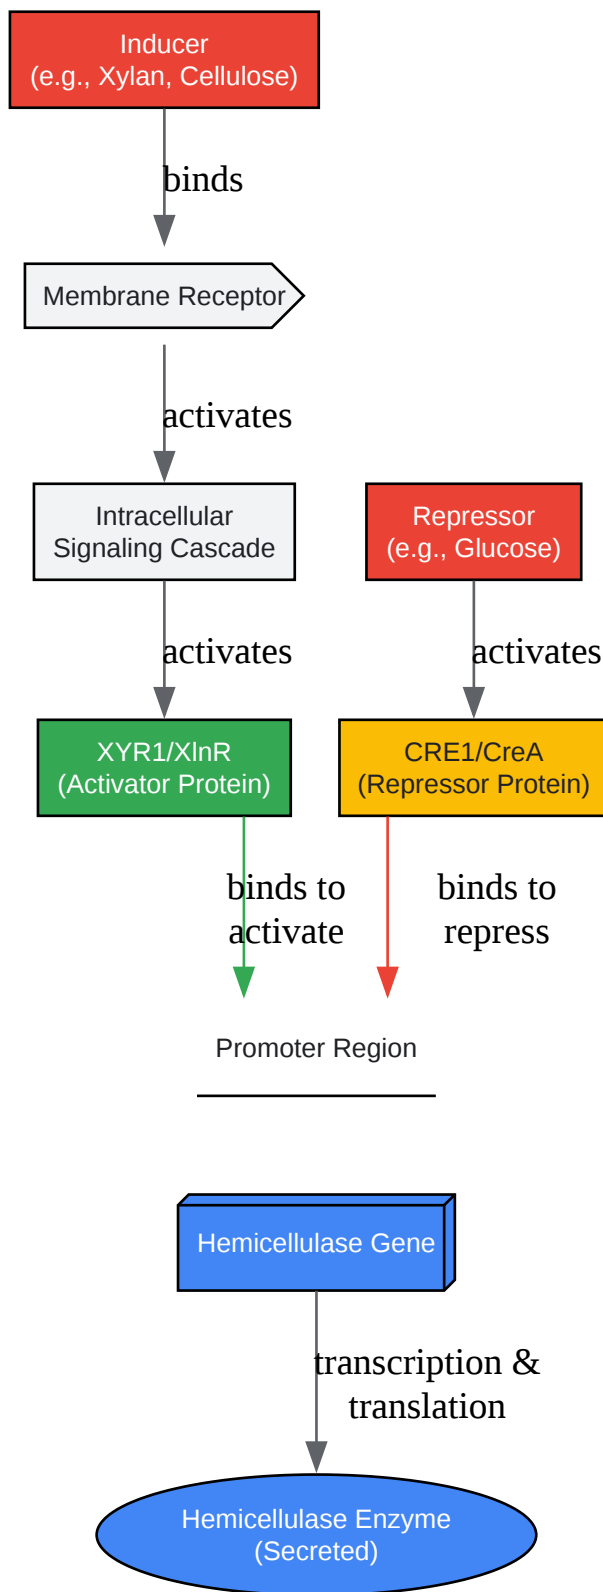 Inducer
(e.g., Xylan, Cellulose)
binds
Membrane Receptor
activates
Intracellular
Signaling Cascade
Repressor
(e.g., Glucose)
activates
activates
XYR1/XlnR
(Activator Protein)
CRE1/CreA
(Repressor Protein)
binds to
activate
binds to
repress
Promoter Region
Hemicellulase Gene
transcription &
translation
Hemicellulase Enzyme
(Secreted)